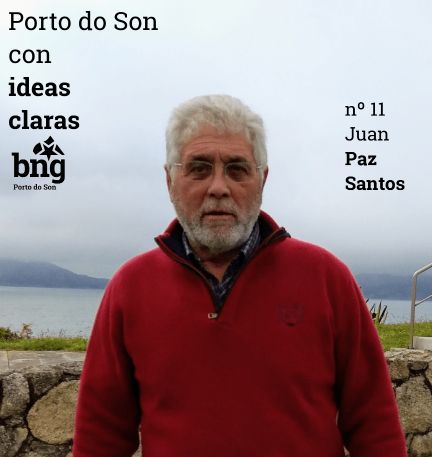 Porto do Son
con
ideas
claras
bng
Porto do Son
nº 11
Juan
Paz
Santos